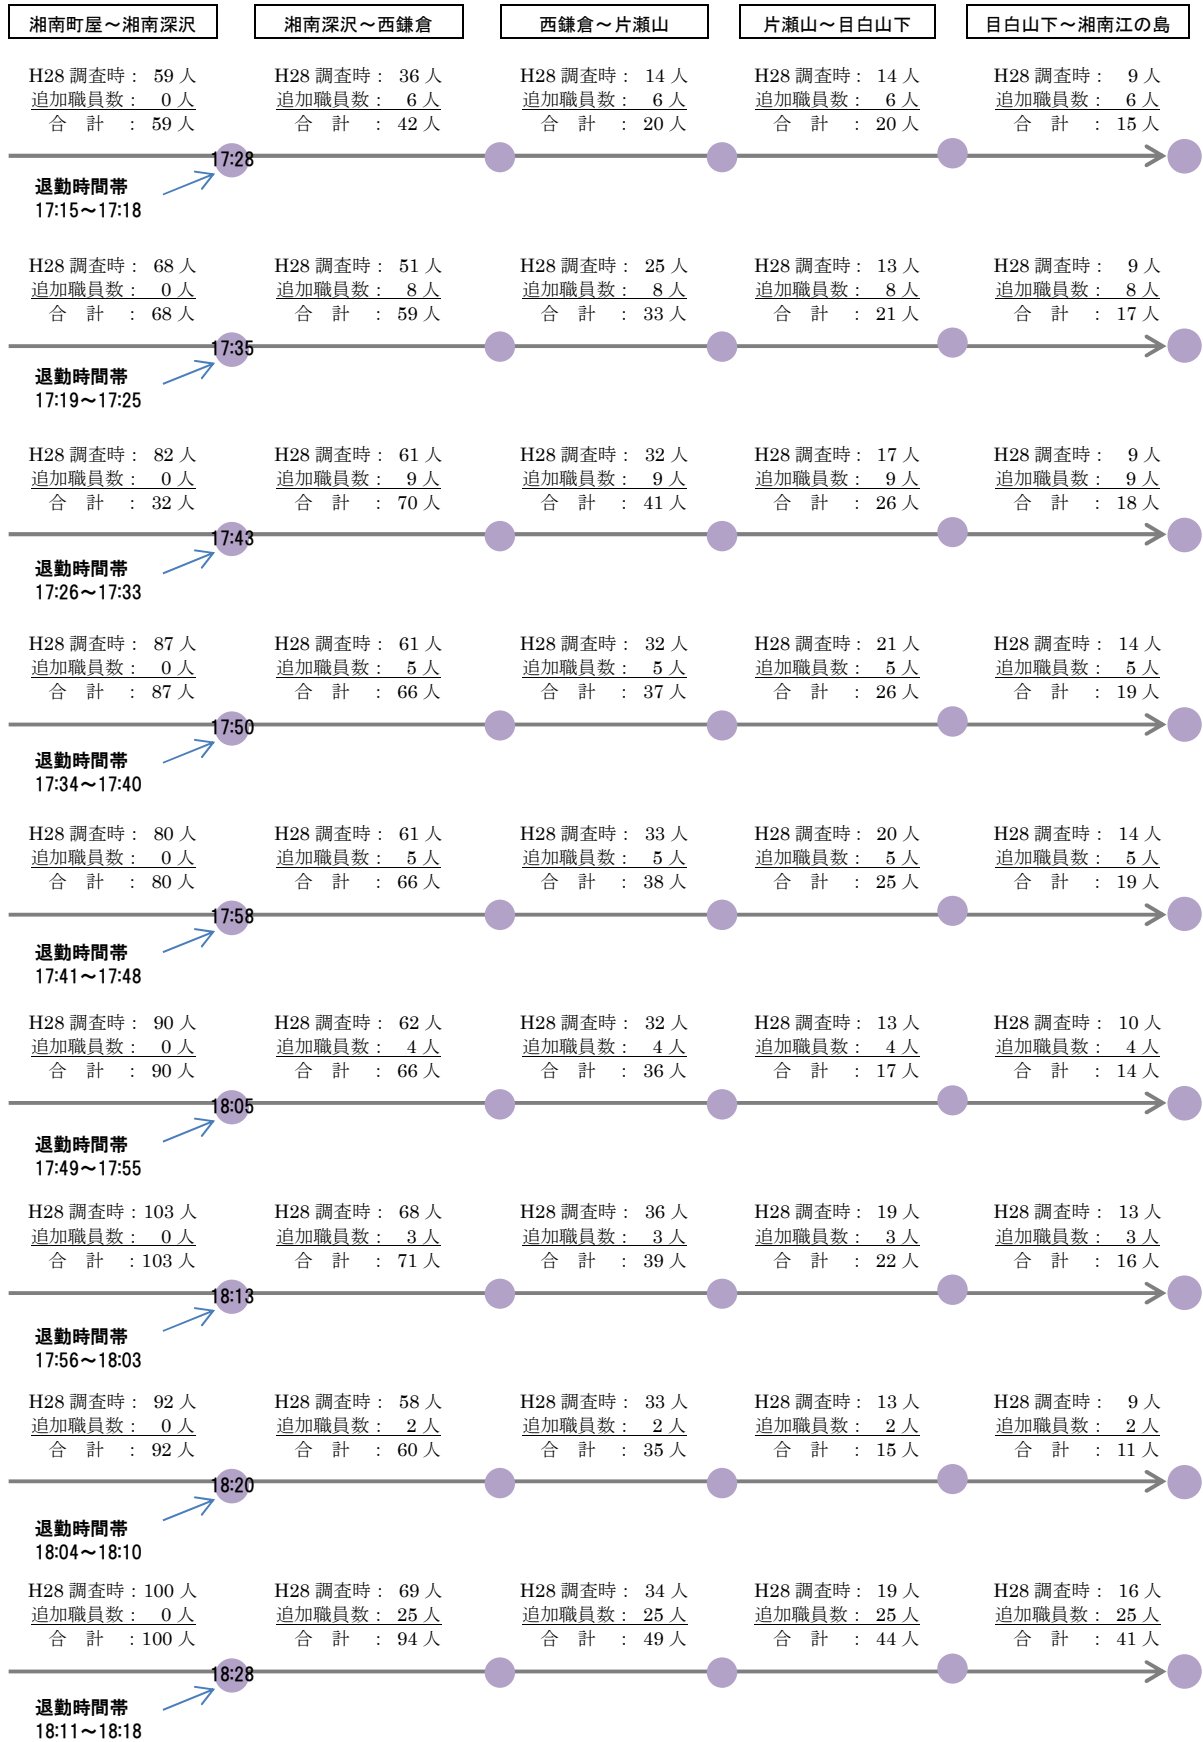 湘南町屋～湘南深沢 湘南深沢～西鎌倉 西鎌倉～片瀬山 片瀬山～目白山下 目白山下～湘南江の島
H28 調査時： 59 人 H28 調査時： 36 人 H28 調査時： 14 人 H28 調査時： 14 人 H28 調査時： 9 人
追加職員数： 0 人 追加職員数： 6 人 追加職員数： 6 人 追加職員数： 6 人 追加職員数： 6 人
合 計 ： 59 人 合 計 ： 42 人 合 計 ： 20 人 合 計 ： 20 人 合 計 ： 15 人
17:28
退勤時間帯
17:15～17:18
H28 調査時： 68 人 H28 調査時： 51 人 H28 調査時： 25 人 H28 調査時： 13 人 H28 調査時： 9 人
追加職員数： 0 人 追加職員数： 8 人 追加職員数： 8 人 追加職員数： 8 人 追加職員数： 8 人
合 計 ： 68 人 合 計 ： 59 人 合 計 ： 33 人 合 計 ： 21 人 合 計 ： 17 人
17:35
退勤時間帯
17:19～17:25
H28 調査時： 82 人 H28 調査時： 61 人 H28 調査時： 32 人 H28 調査時： 17 人 H28 調査時： 9 人
追加職員数： 0 人 追加職員数： 9 人 追加職員数： 9 人 追加職員数： 9 人 追加職員数： 9 人
合 計 ： 32 人 合 計 ： 70 人 合 計 ： 41 人 合 計 ： 26 人 合 計 ： 18 人
17:43
退勤時間帯
17:26～17:33
H28 調査時： 87 人 H28 調査時： 61 人 H28 調査時： 32 人 H28 調査時： 21 人 H28 調査時： 14 人
追加職員数： 0 人 追加職員数： 5 人 追加職員数： 5 人 追加職員数： 5 人 追加職員数： 5 人
合 計 ： 87 人 合 計 ： 66 人 合 計 ： 37 人 合 計 ： 26 人 合 計 ： 19 人
17:50
退勤時間帯
17:34～17:40
H28 調査時： 80 人 H28 調査時： 61 人 H28 調査時： 33 人 H28 調査時： 20 人 H28 調査時： 14 人
追加職員数： 0 人 追加職員数： 5 人 追加職員数： 5 人 追加職員数： 5 人 追加職員数： 5 人
合 計 ： 80 人 合 計 ： 66 人 合 計 ： 38 人 合 計 ： 25 人 合 計 ： 19 人
17:58
退勤時間帯
17:41～17:48
H28 調査時： 90 人 H28 調査時： 62 人 H28 調査時： 32 人 H28 調査時： 13 人 H28 調査時： 10 人
追加職員数： 0 人 追加職員数： 4 人 追加職員数： 4 人 追加職員数： 4 人 追加職員数： 4 人
合 計 ： 90 人 合 計 ： 66 人 合 計 ： 36 人 合 計 ： 17 人 合 計 ： 14 人
18:05
退勤時間帯
17:49～17:55
H28 調査時：103 人 H28 調査時： 68 人 H28 調査時： 36 人 H28 調査時： 19 人 H28 調査時： 13 人
追加職員数： 0 人 追加職員数： 3 人 追加職員数： 3 人 追加職員数： 3 人 追加職員数： 3 人
合 計 ：103 人 合 計 ： 71 人 合 計 ： 39 人 合 計 ： 22 人 合 計 ： 16 人
18:13
退勤時間帯
17:56～18:03
H28 調査時： 92 人 H28 調査時： 58 人 H28 調査時： 33 人 H28 調査時： 13 人 H28 調査時： 9 人
追加職員数： 0 人 追加職員数： 2 人 追加職員数： 2 人 追加職員数： 2 人 追加職員数： 2 人
合 計 ： 92 人 合 計 ： 60 人 合 計 ： 35 人 合 計 ： 15 人 合 計 ： 11 人
18:20
退勤時間帯
18:04～18:10
H28 調査時：100 人 H28 調査時： 69 人 H28 調査時： 34 人 H28 調査時： 19 人 H28 調査時： 16 人
追加職員数： 0 人 追加職員数： 25 人 追加職員数： 25 人 追加職員数： 25 人 追加職員数： 25 人
合 計 ：100 人 合 計 ： 94 人 合 計 ： 49 人 合 計 ： 44 人 合 計 ： 41 人
18:28
退勤時間帯
18:11～18:18